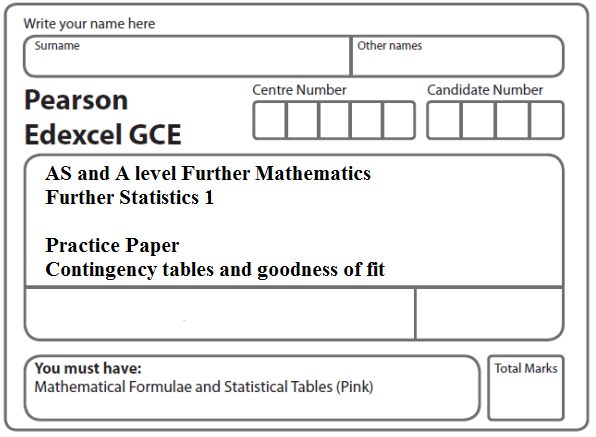 Write your name here
Surname
Other names
Pearson
Edexcel GCE
Centre Number
Candidate Number
AS and A level Further Mathematics
Further Statistics 1
Practice Paper
Contingency tables and goodness of fit
You must have:
Mathematical Formulae and Statistical Tables (Pink)
Total Marks